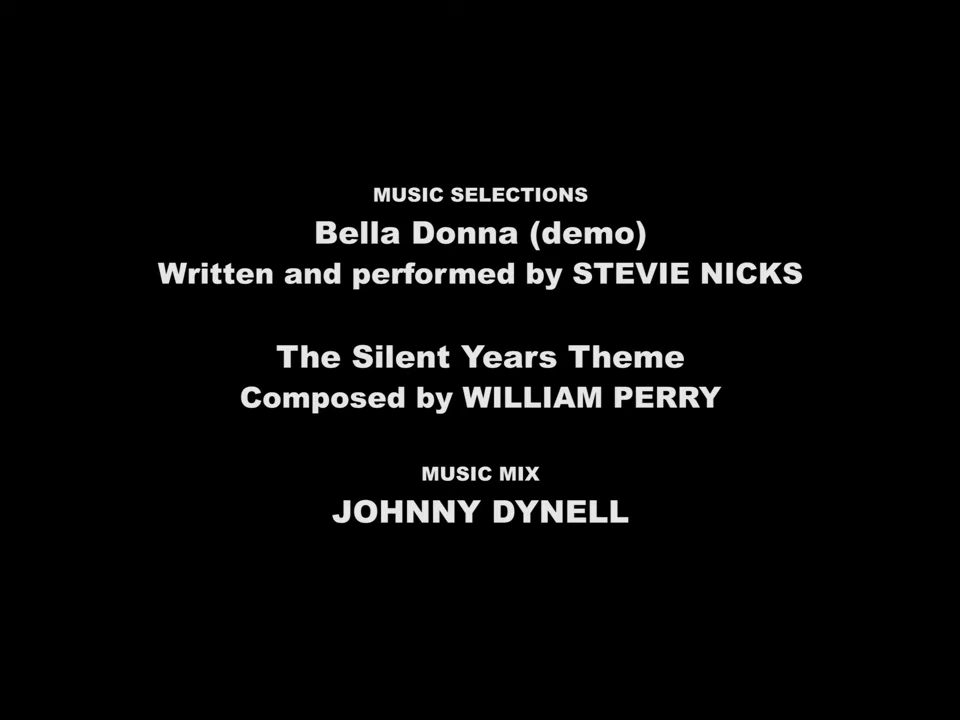 MUSIC SELECTIONS
Bella Donna (demo)
Written and performed by STEVIE NICKS
The Silent Years Theme
Composed by WILLIAM PERRY
MUSIC MIX
JOHNNY DYNELL